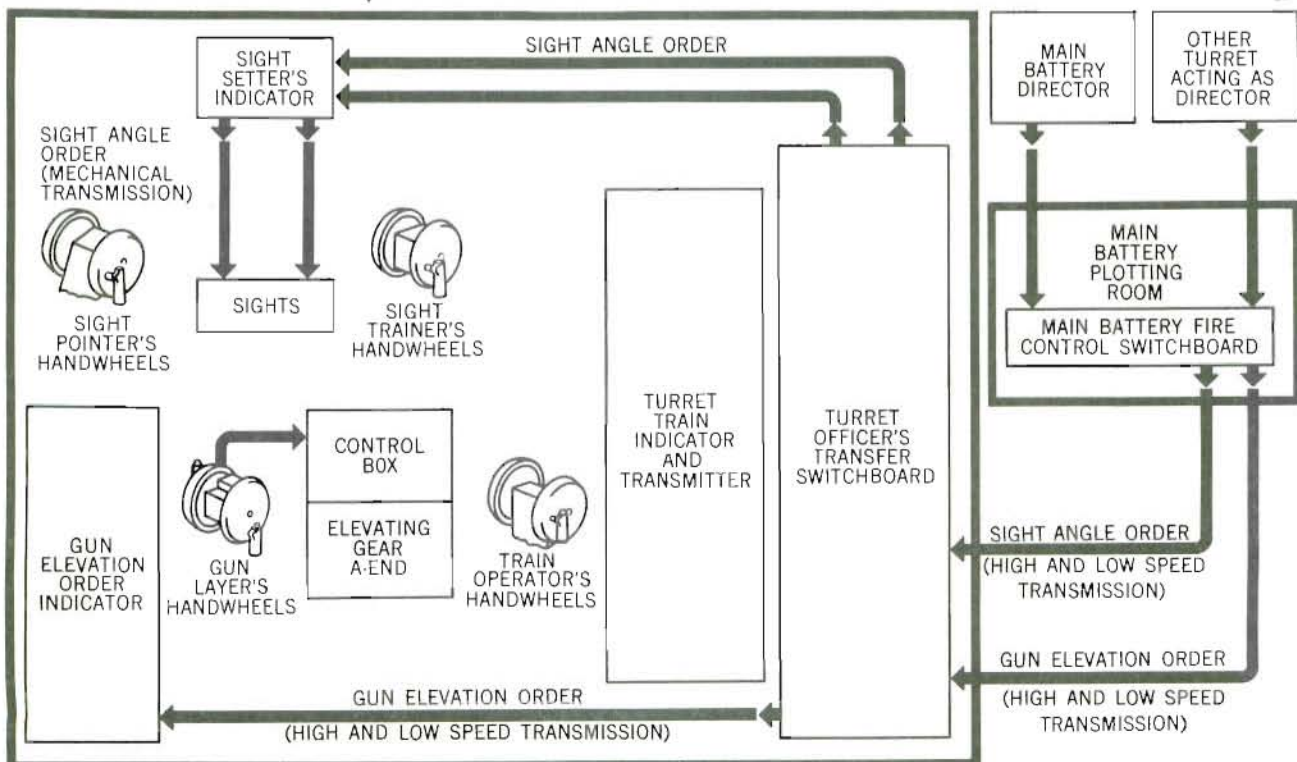 SIGHT
SETTER'S
INDICATOR
SIGHT ANGLE ORDER
MAIN
BATTERY
DIRECTOR
OTHER
TURRET
ACTING AS
DIRECTOR
SIGHT ANGLE
ORDER
(MECHANICAL
TRANSMISSION)
SIGHT
POINTER'S
HANDWHEELS
SIGHTS
SIGHT
TRAINER'S
HANDWHEELS
MAIN
BATTERY
PLOTTING
ROOM
MAIN BATTERY FIRE
CONTROL SWITCHBOARD
GUN
ELEVATION
ORDER
INDICATOR
GUN
LAYER'S
HANDWHEELS
CONTROL
BOX
ELEVATING
GEAR
A-END
TRAIN
OPERATOR'S
HANDWHEELS
TURRET
TRAIN
INDICATOR
AND
TRANSMITTER
TURRET
OFFICER'S
TRANSFER
SWITCHBOARD
SIGHT ANGLE ORDER
(HIGH AND LOW SPEED
TRANSMISSION)
GUN ELEVATION ORDER
(HIGH AND LOW SPEED
TRANSMISSION)
GUN ELEVATION ORDER
(HIGH AND LOW SPEED TRANSMISSION)